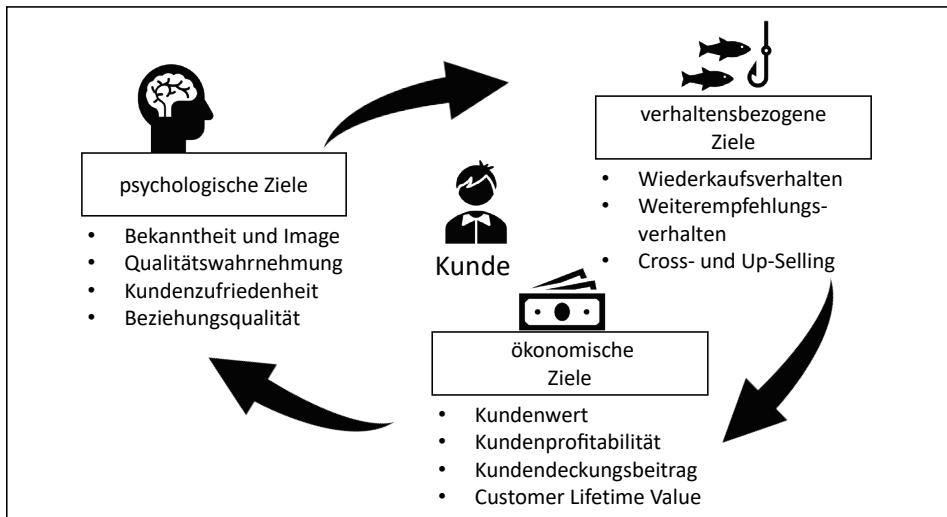 psychologische Ziele
• Bekanntheit und Image
• Qualitätswahrnehmung
• Kundenzufriedenheit
• Beziehungsqualität
Kunde
verhaltensbezogene
Ziele
• Wiederkaufsverhalten
• Weiterempfehlungs-
verhalten
• Cross- und Up-Selling
ökonomische
Ziele
• Kundenwert
• Kundenprofitabilität
• Kundendeckungsbeitrag
• Customer Lifetime Value